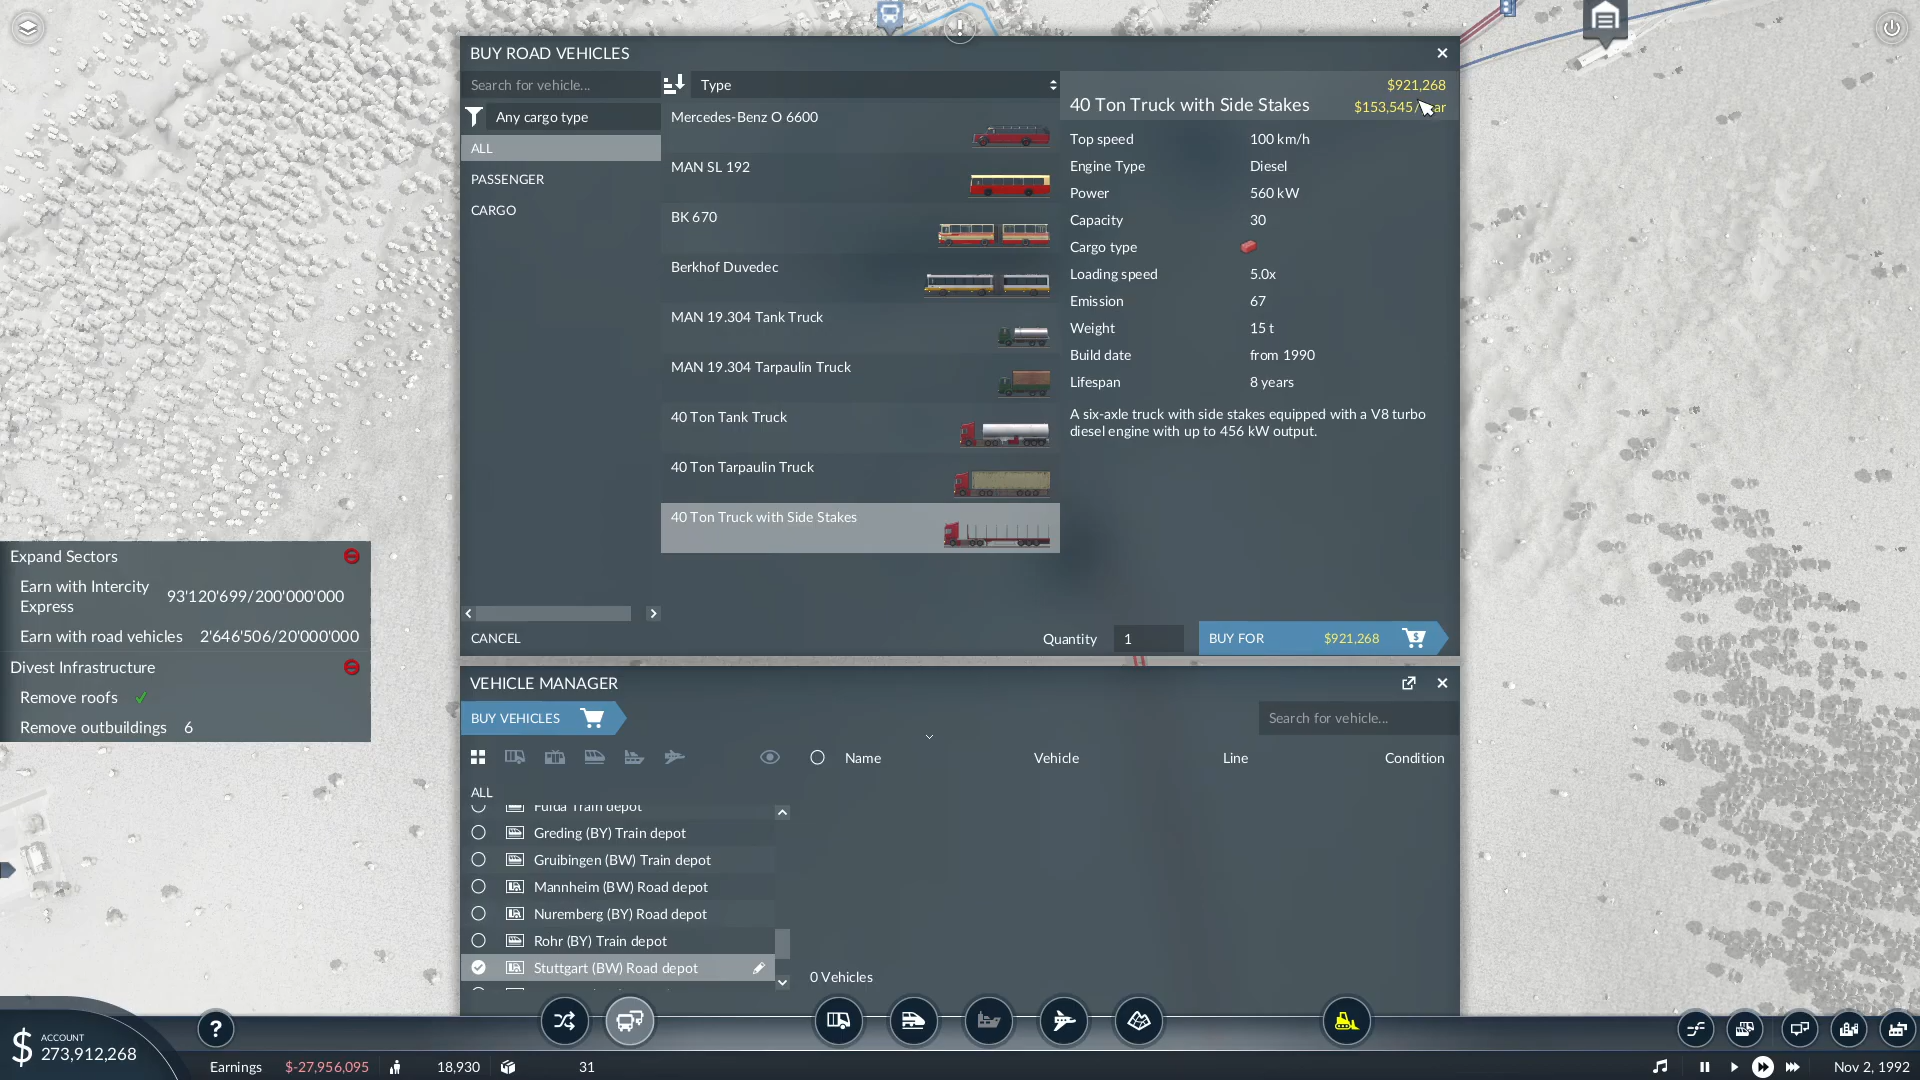 BUY ROAD VEHICLES
Search for vehicle...
Type
Any cargo type
ALL
PASSENGER
CARGO
Mercedes-Benz O 6600
MAN SL 192
BK 670
Berkhof Duvedec
MAN 19.304 Tank Truck
MAN 19.304 Tarpaulin Truck
40 Ton Tank Truck
40 Ton Tarpaulin Truck
40 Ton Truck with Side Stakes
$921,268
40 Ton Truck with Side Stakes
$153,545/
Top speed 100 km/h
Engine Type Diesel
Power 560 kW
Capacity 30
Cargo type
Loading speed 5.0x
Emission 67
Weight 15 t
Build date from 1990
Lifespan 8 years
A six-axle truck with side stakes equipped with a V8 turbo
diesel engine with up to 456 kW output.
CANCEL
Quantity 1
BUY FOR $921,268
Expand Sectors
Earn with Intercity
Express 93'120'699/200'000'000
Earn with road vehicles 2'646'506/20'000'000
Divest Infrastructure
Remove roofs
Remove outbuildings 6
VEHICLE MANAGER
BUY VEHICLES
Search for vehicle...
Name Vehicle Line Condition
ALL
Fulda Train depot
Greding (BY) Train depot
Gruibingen (BW) Train depot
Mannheim (BW) Road depot
Nuremberg (BY) Road depot
Rohr (BY) Train depot
Stuttgart (BW) Road depot
0 Vehicles
?
$ ACCOUNT
273,912,268
Earnings $-27,956,095 18,930 31
Nov 2, 1992